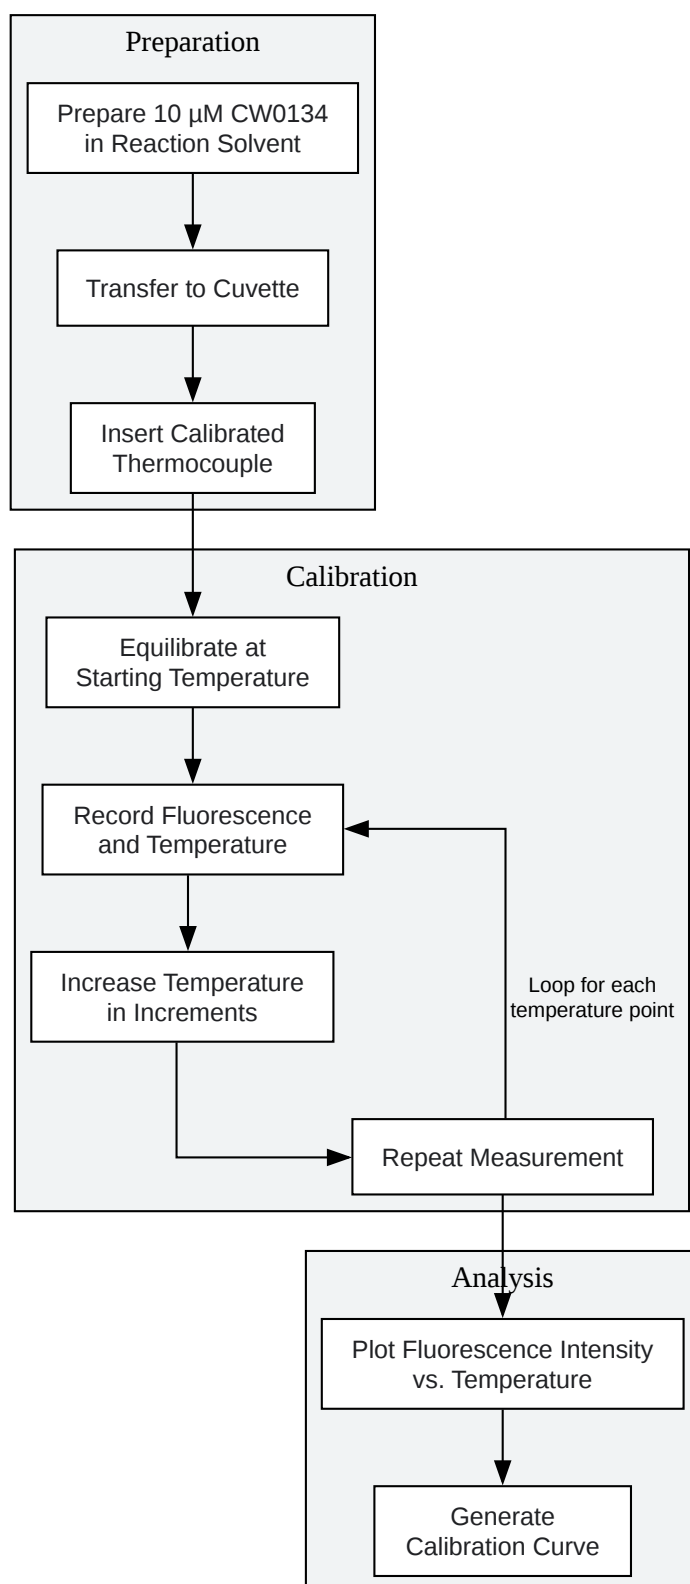 Preparation
Prepare 10 µM CW0134
in Reaction Solvent
Transfer to Cuvette
Insert Calibrated
Thermocouple
Calibration
Equilibrate at
Starting Temperature
Record Fluorescence
and Temperature
Increase Temperature
in Increments
Loop for each
temperature point
Repeat Measurement
Analysis
Plot Fluorescence Intensity
vs. Temperature
Generate
Calibration Curve